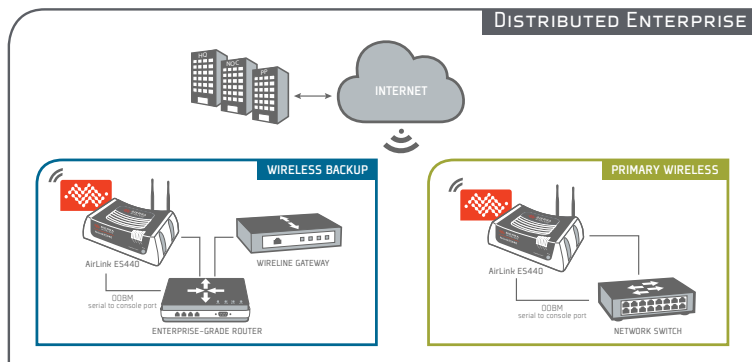 DISTRIBUTED ENTERPRISE
HQ
NOC
PF
INTERNET
WIRELESS BACKUP
AirLink ES440
WIRELINE GATEWAY
OOBM
serial to console port
ENTERPRISE-GRADE ROUTER
PRIMARY WIRELESS
AirLink ES440
OOBM
serial to console port
NETWORK SWITCH